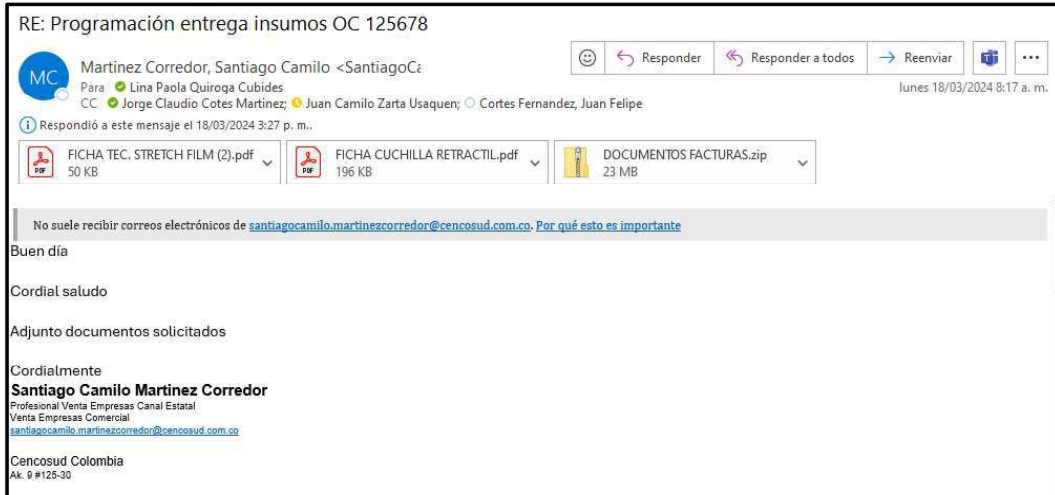 RE: Programación entrega insumos OC 125678
MC
Martinez Corredor, Santiago Camilo <SantiagoCa
Responder
Responder a todos
Reenviar
Para Lina Paola Quiroga Cubides
lunes 18/03/2024 8:17 a. m.
CC Jorge Claudio Cotes Martinez; Juan Camilo Zarta Usaquen; Cortes Fernandez, Juan Felipe
Respondió a este mensaje el 18/03/2024 3:27 p. m..
FICHA TEC. STRETCH FILM (2).pdf
50 KB
FICHA CUCHILLA RETRACTIL.pdf
196 KB
DOCUMENTOS FACTURAS.zip
23 MB
No suele recibir correos electrónicos de santiagocamilo.martinezcorredor@cencosud.com.co. Por qué esto es importante
Buen día
Cordial saludo
Adjunto documentos solicitados
Cordialmente
Santiago Camilo Martinez Corredor
Profesional Venta Empresas Canal Estatal
Venta Empresas Comercial
santiagocamilo.martinezcorredor@cencosud.com.co
Cencosud Colombia
Ak. 9 #125-30